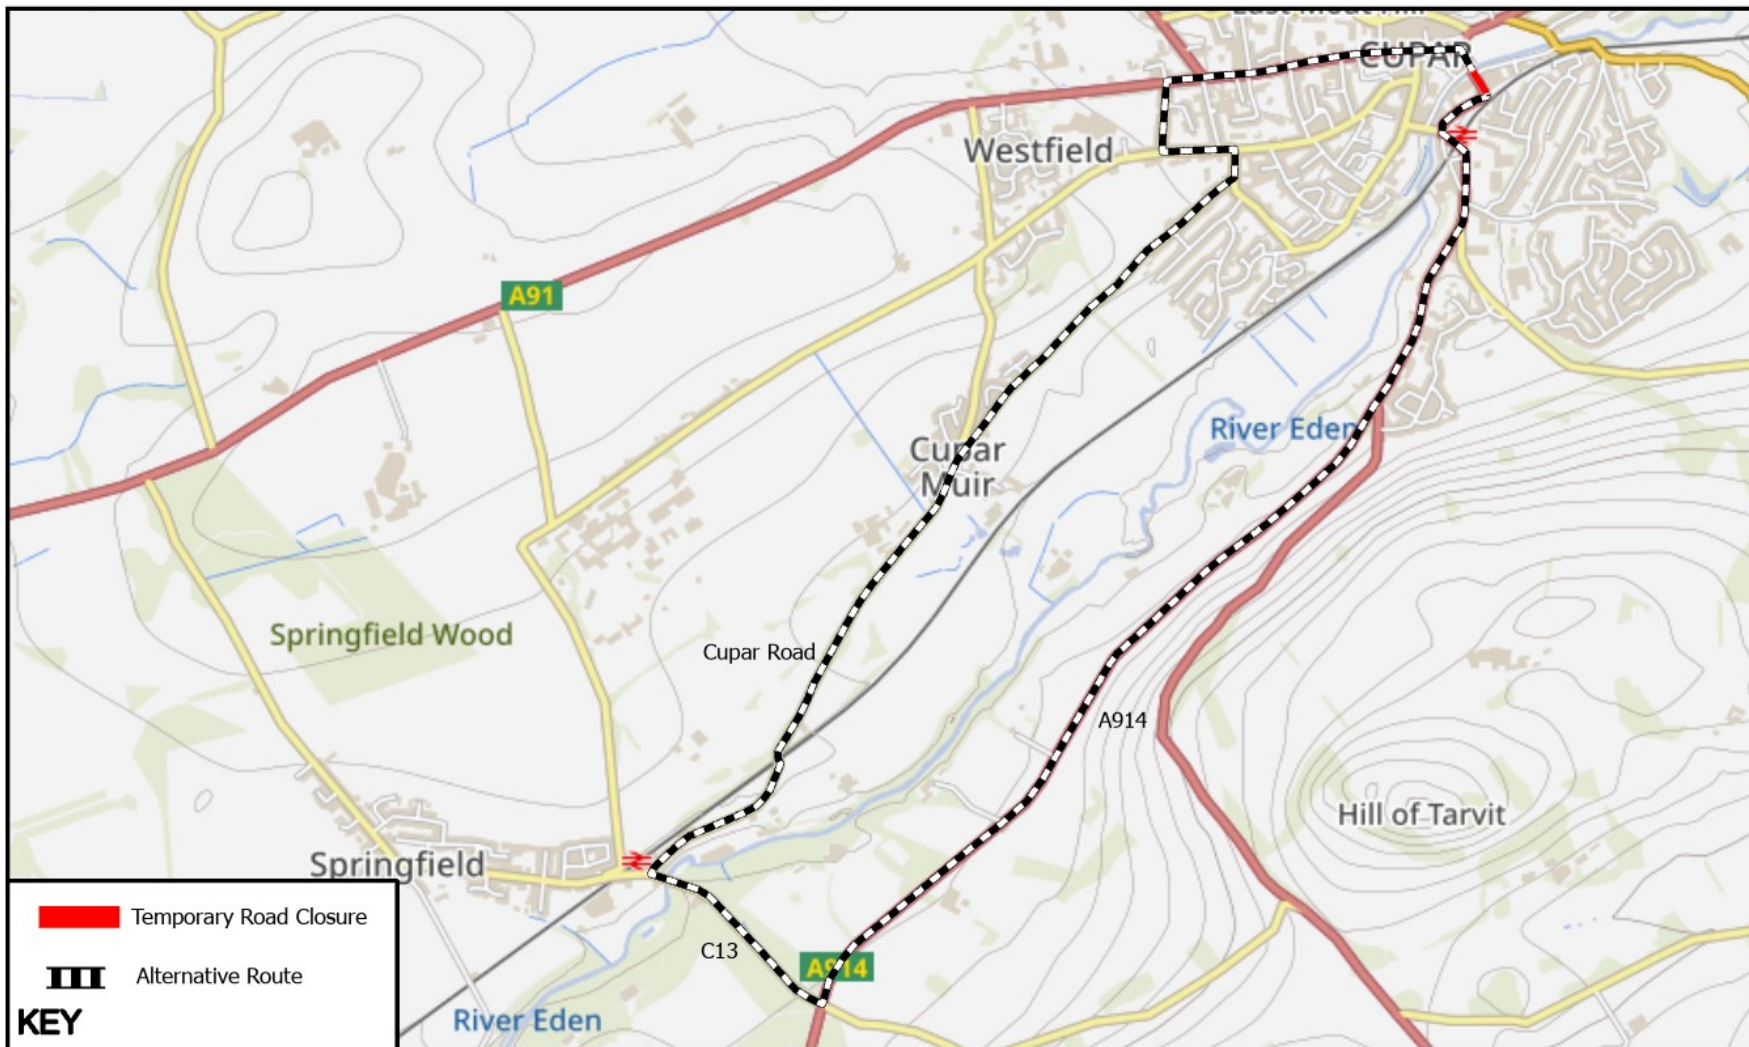 CUPAR
Westfield
A91
River Eden
Cupar
Muir
Springfield Wood
Cupar Road
A914
Hill of Tarvit
Springfield
C13
A914
River Eden
Temporary Road Closure
Alternative Route
KEY